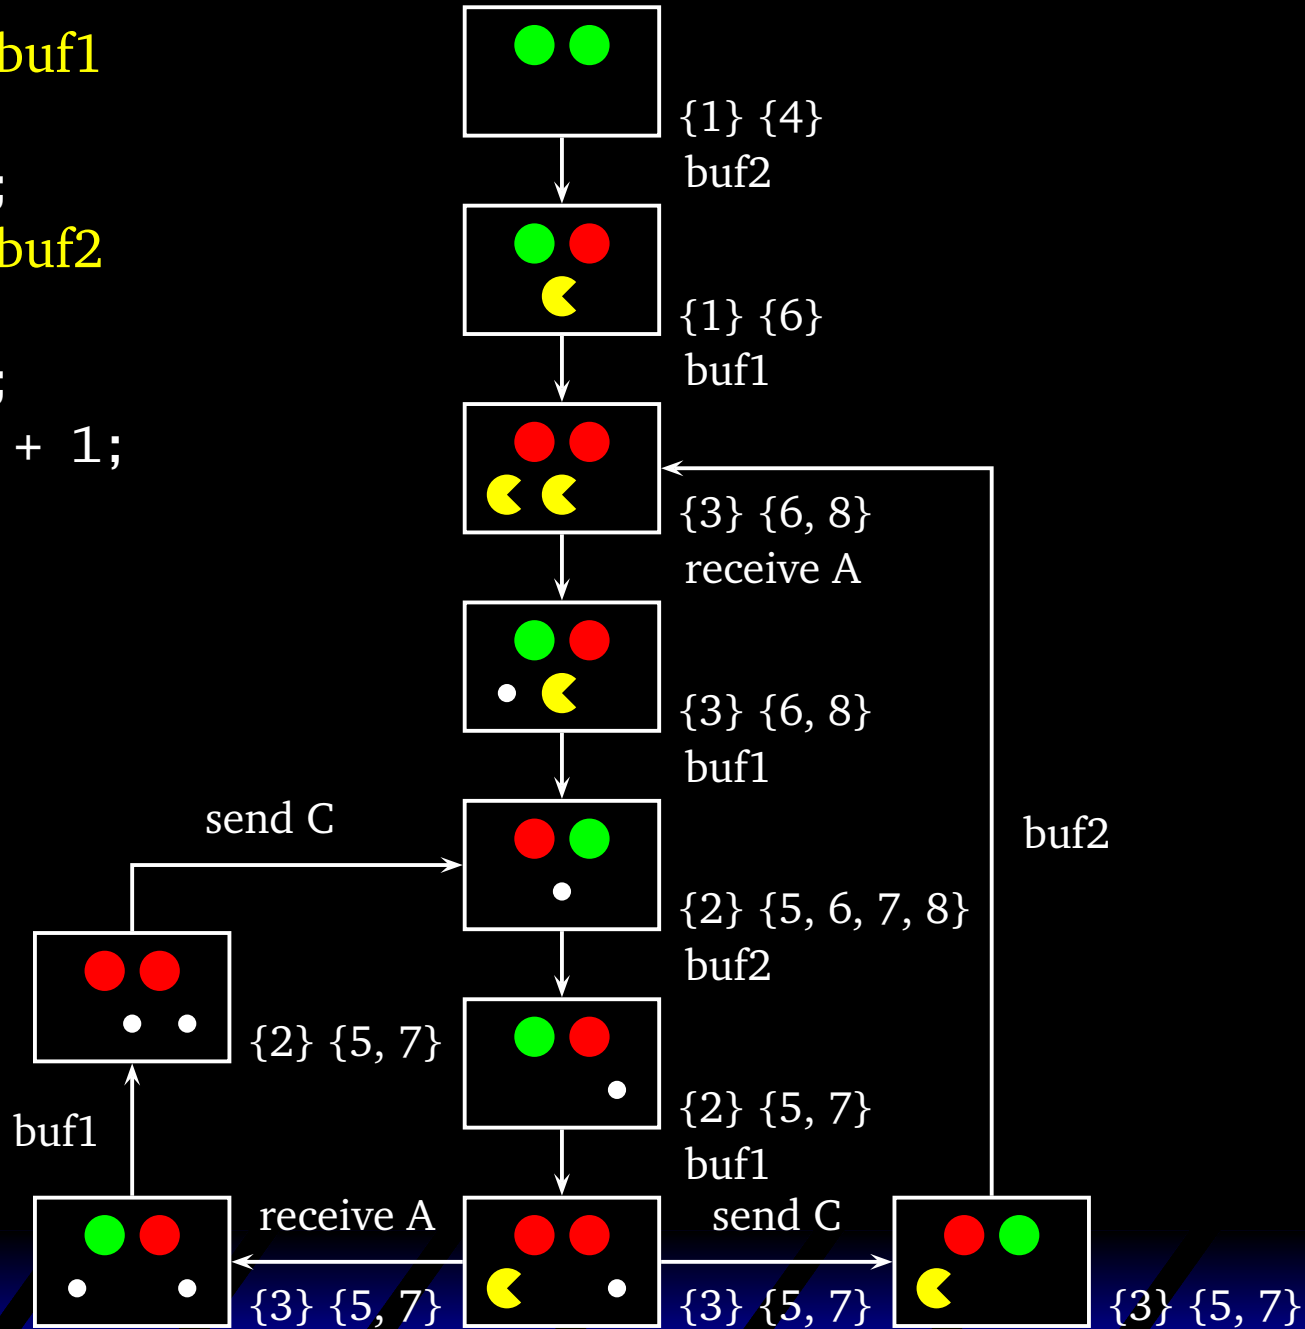 buf1
;
buf2
;
+ 1;
{1} {4}
buf2
{1} {6}
buf1
{3} {6, 8}
receive A
{3} {6, 8}
buf1
send C
buf2
{2} {5, 6, 7, 8}
buf2
{2} {5, 7}
{2} {5, 7}
buf1
buf1
receive A
send C
{3} {5, 7}
{3} {5, 7}
{3} {5, 7}